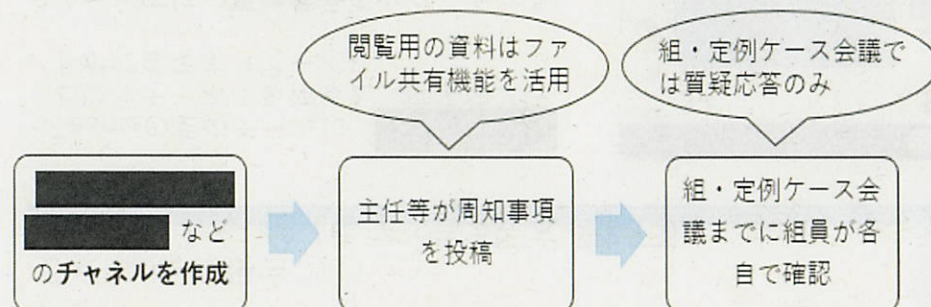 閲覧用の資料はファ
イル共有機能を活用
組・定例ケース会議で
は質疑応答のみ
など
のチャネルを作成
主任等が周知事項
を投稿
組・定例ケース会
議までに組員が各
自で確認